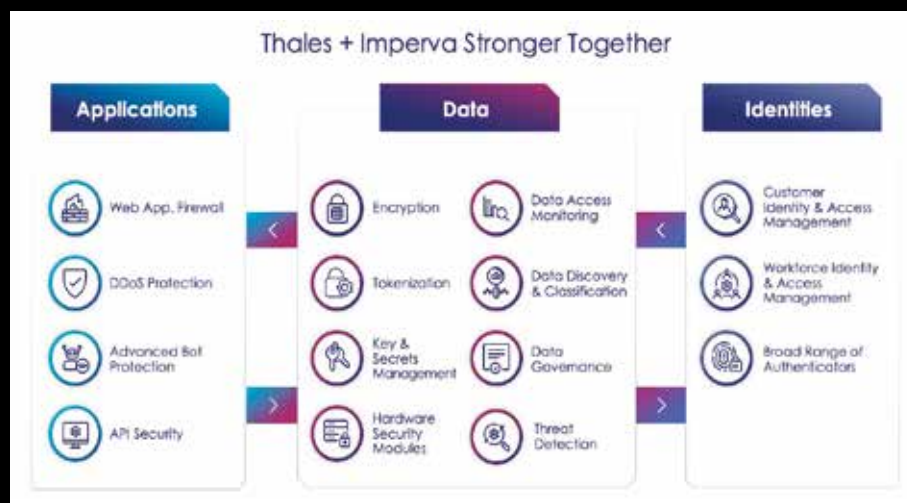 Thales + Imperva Stronger Together
Applications
Web App. Firewall
DDoS Protection
Advanced Bot
Protection
API Security
Data
Encryption
Tokenization
Key &
Secrets
Management
Hardware
Security
Modules
Data Access
Monitoring
Data Discovery
& Classification
Data
Governance
Threat
Detection
Identities
Customer
Identity & Access
Management
Workforce Identity
& Access
Management
Broad Range of
Authenticators